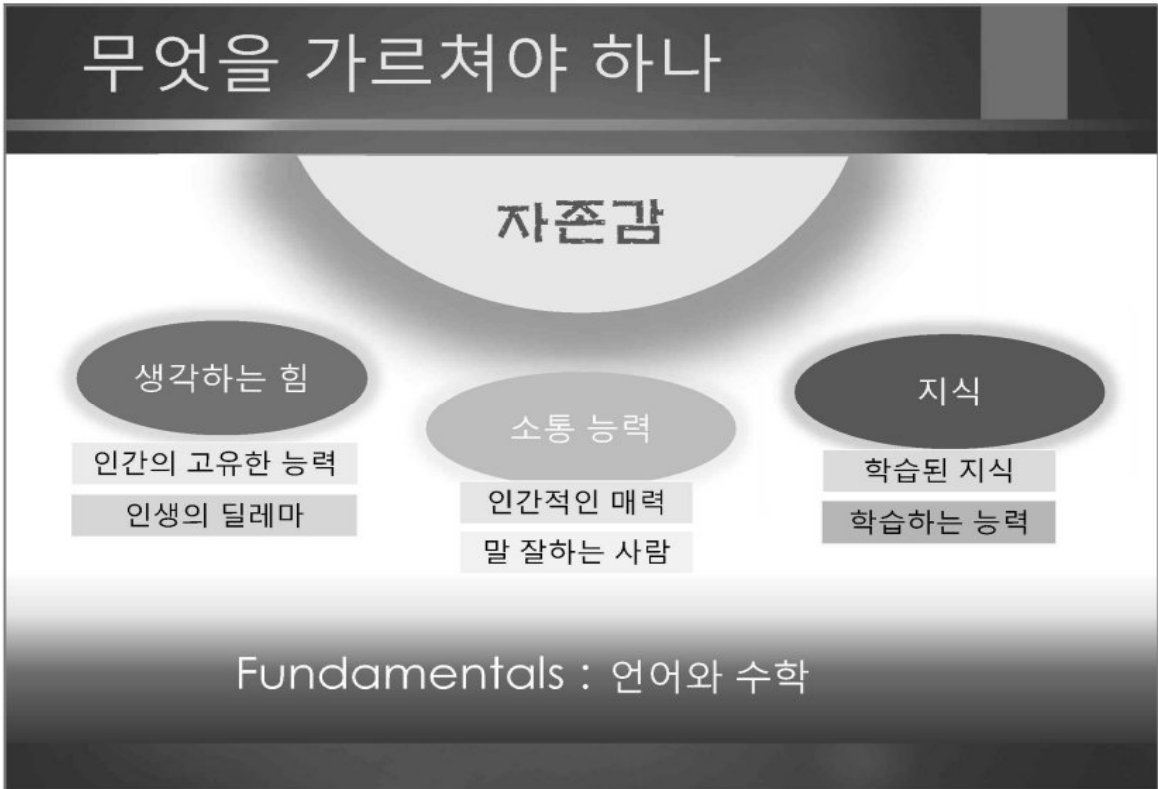 무엇을 가르쳐야 하나
자존감
생각하는 힘
인간의 고유한 능력
인생의 딜레마
소통 능력
인간적인 매력
말 잘하는 사람
지식
학습된 지식
학습하는 능력
Fundamentals : 언어와 수학